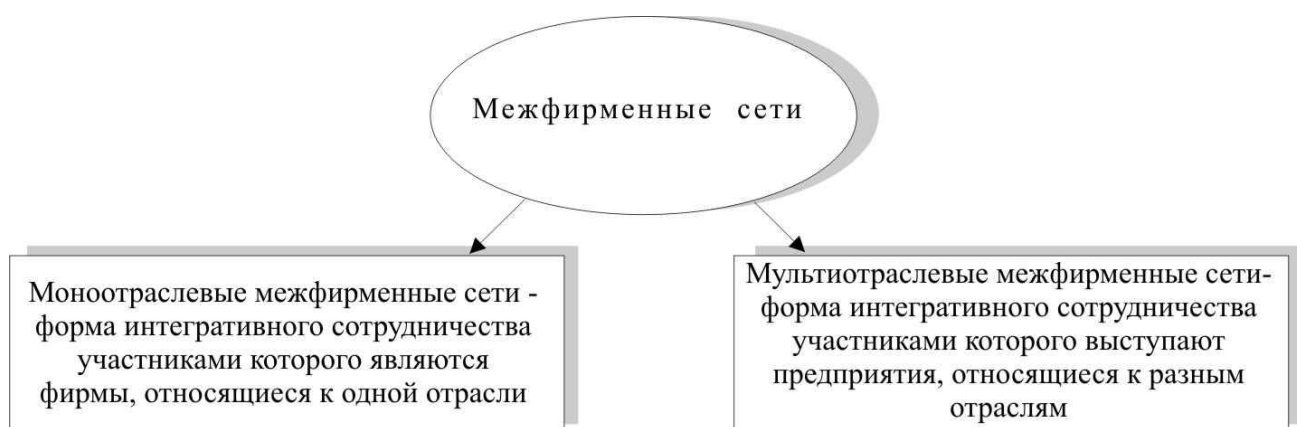 Межфирменные сети
Моноотраслевые межфирменные сети -
форма интегративного сотрудничества
участниками которого являются
фирмы, относящиеся к одной отрасли
Мультиотраслевые межфирменные сети-
форма интегративного сотрудничества
участниками которого выступают
предприятия, относящиеся к разным
отраслям